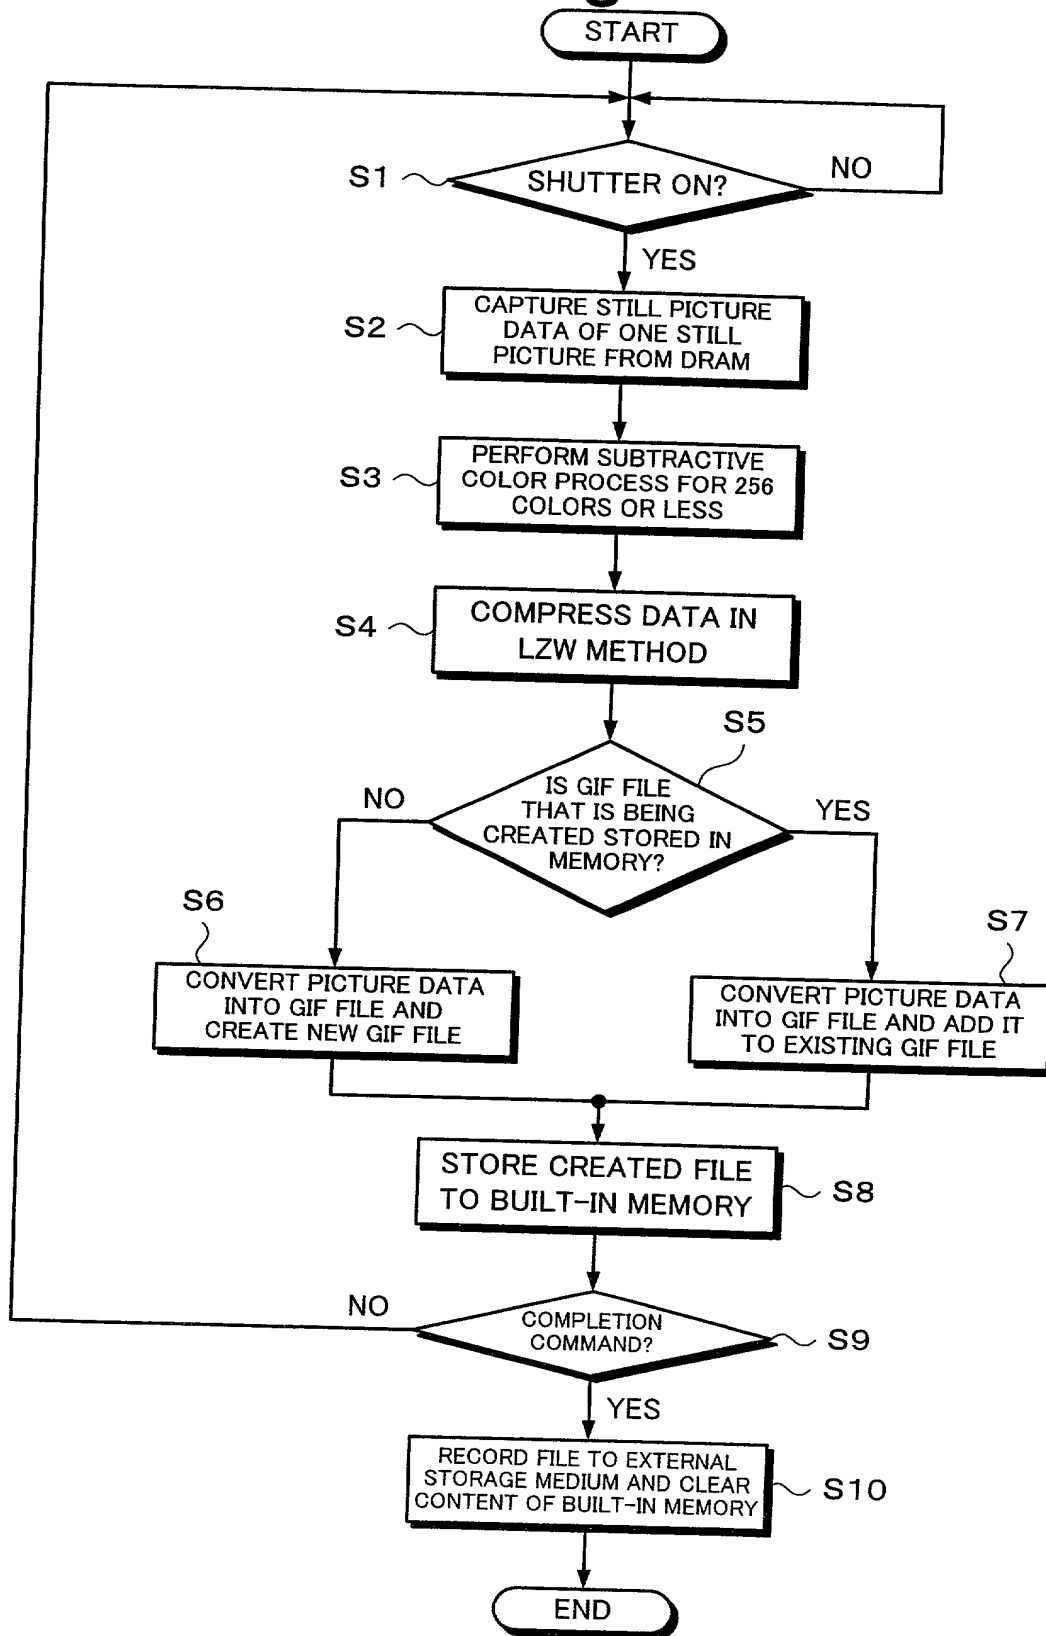 START
S1
SHUTTER ON?
NO
YES
S2
CAPTURE STILL PICTURE
DATA OF ONE STILL
PICTURE FROM DRAM
S3
PERFORM SUBTRACTIVE
COLOR PROCESS FOR 256
COLORS OR LESS
S4
COMPRESS DATA IN
LZW METHOD
S5
IS GIF FILE
THAT IS BEING
CREATED STORED IN
MEMORY?
NO
YES
S6
CONVERT PICTURE DATA
INTO GIF FILE AND
CREATE NEW GIF FILE
S7
CONVERT PICTURE DATA
INTO GIF FILE AND ADD IT
TO EXISTING GIF FILE
STORE CREATED FILE
TO BUILT-IN MEMORY
S8
NO
COMPLETION
COMMAND?
S9
YES
RECORD FILE TO EXTERNAL
STORAGE MEDIUM AND CLEAR
CONTENT OF BUILT-IN MEMORY
S10
END